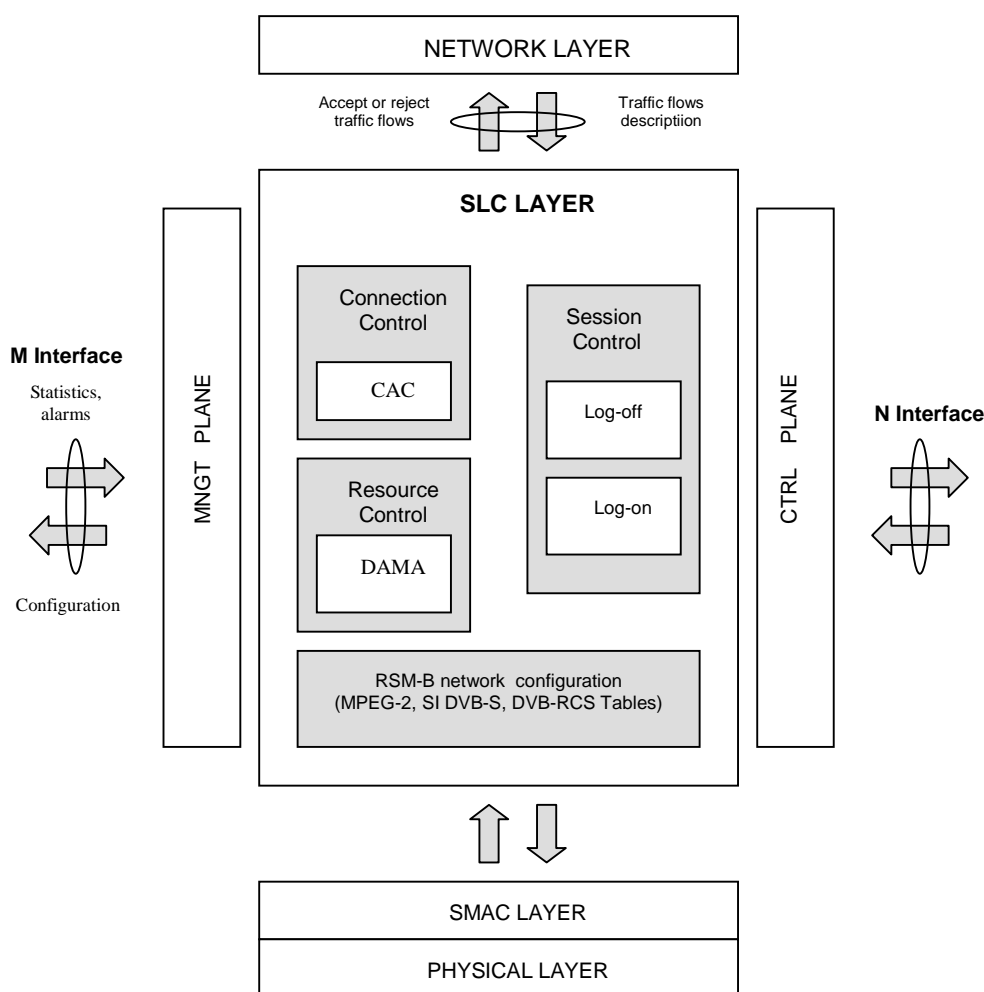 NETWORK LAYER
Accept or reject
traffic flows
Traffic flows
descriptiion
SLC LAYER
Connection
Control
CAC
Session
Control
Log-off
Log-on
Resource
Control
DAMA
RSM-B network configuration
(MPEG-2, SI DVB-S, DVB-RCS Tables)
M Interface
Statistics,
alarms
Configuration
MNGT PLANE
CTRL PLANE
N Interface
SMAC LAYER
PHYSICAL LAYER